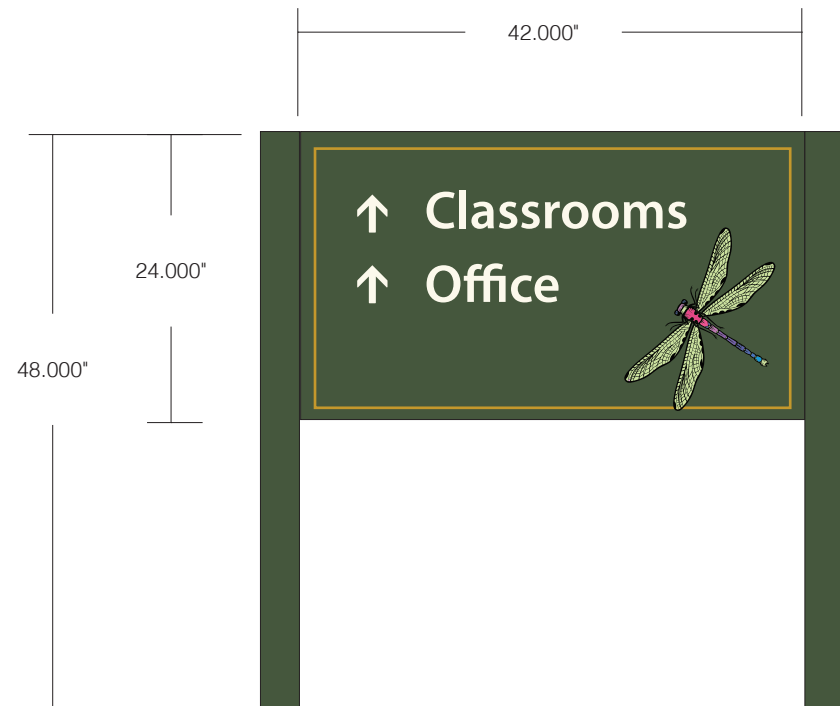 42.000"
↑ Classrooms
↑ Office
24.000"
48.000"